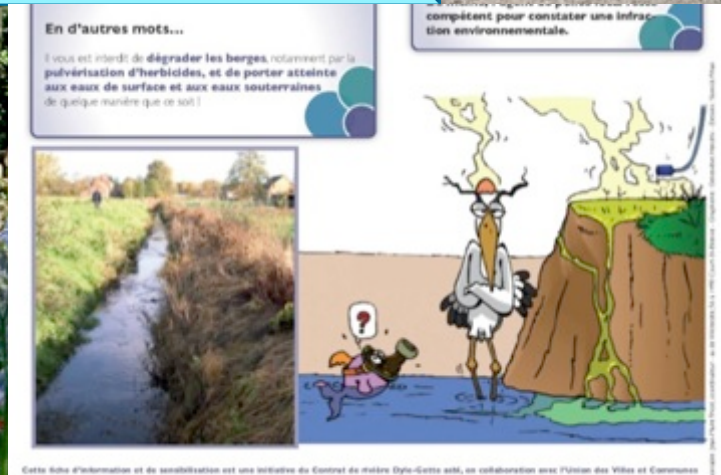 En d'autres mots...
Il vous est interdit de dégrader les berges, notamment par la
pulvérisation d'herbicides, et de porter atteinte
aux eaux de surface et aux eaux souterraines
de quelque manière que ce soit !
compétent pour constater une infrac-
tion environnementale.
?
Cette fiche d'information et de sensibilisation est une initiative du Contrat de rivière Dyle-Gette asbl, en collaboration avec l'Union des Villes et Communes